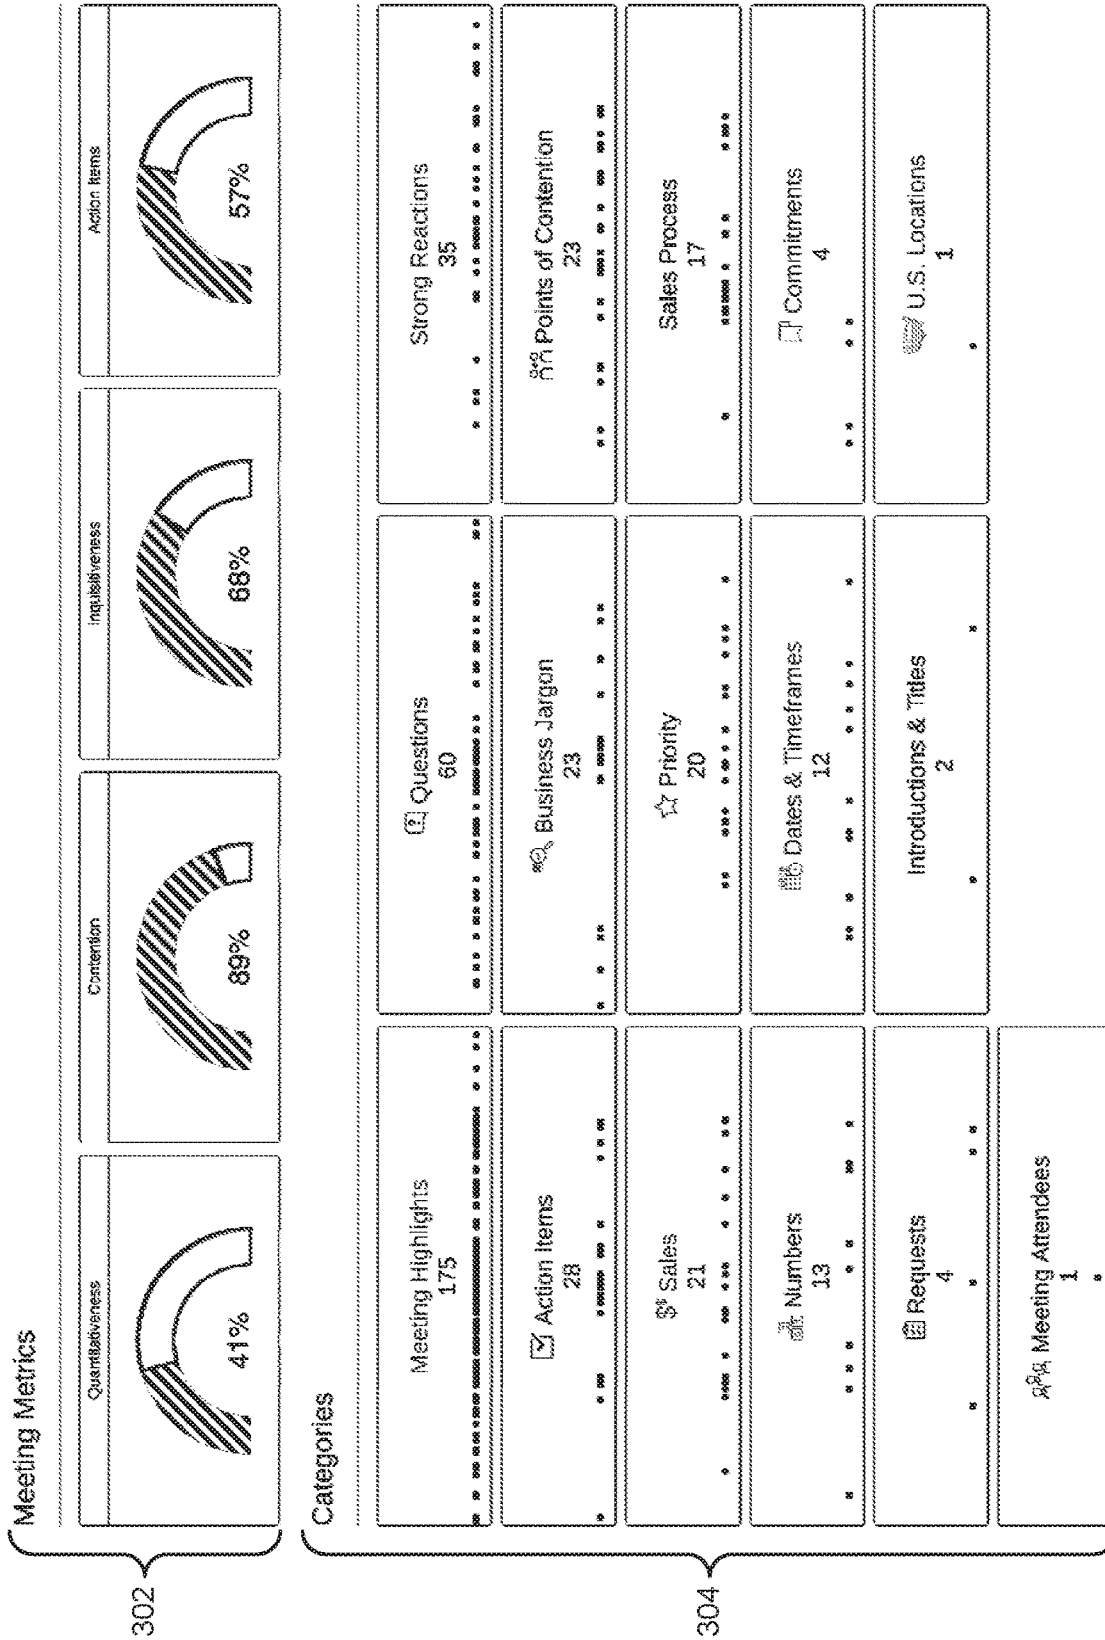 302
Meeting Metrics
Quantitativeness
41%
Contention
89%
Inquisitiveness
68%
Action Items
57%
304
Categories
Meeting Highlights
175
Questions
60
Strong Reactions
35
Action Items
28
Business Jargon
23
Points of Contention
23
$ Sales
21
Priority
20
Sales Process
17
Numbers
13
Dates & Timeframes
12
Commitments
4
Requests
4
Introductions & Titles
2
U.S. Locations
1
Meeting Attendees
1